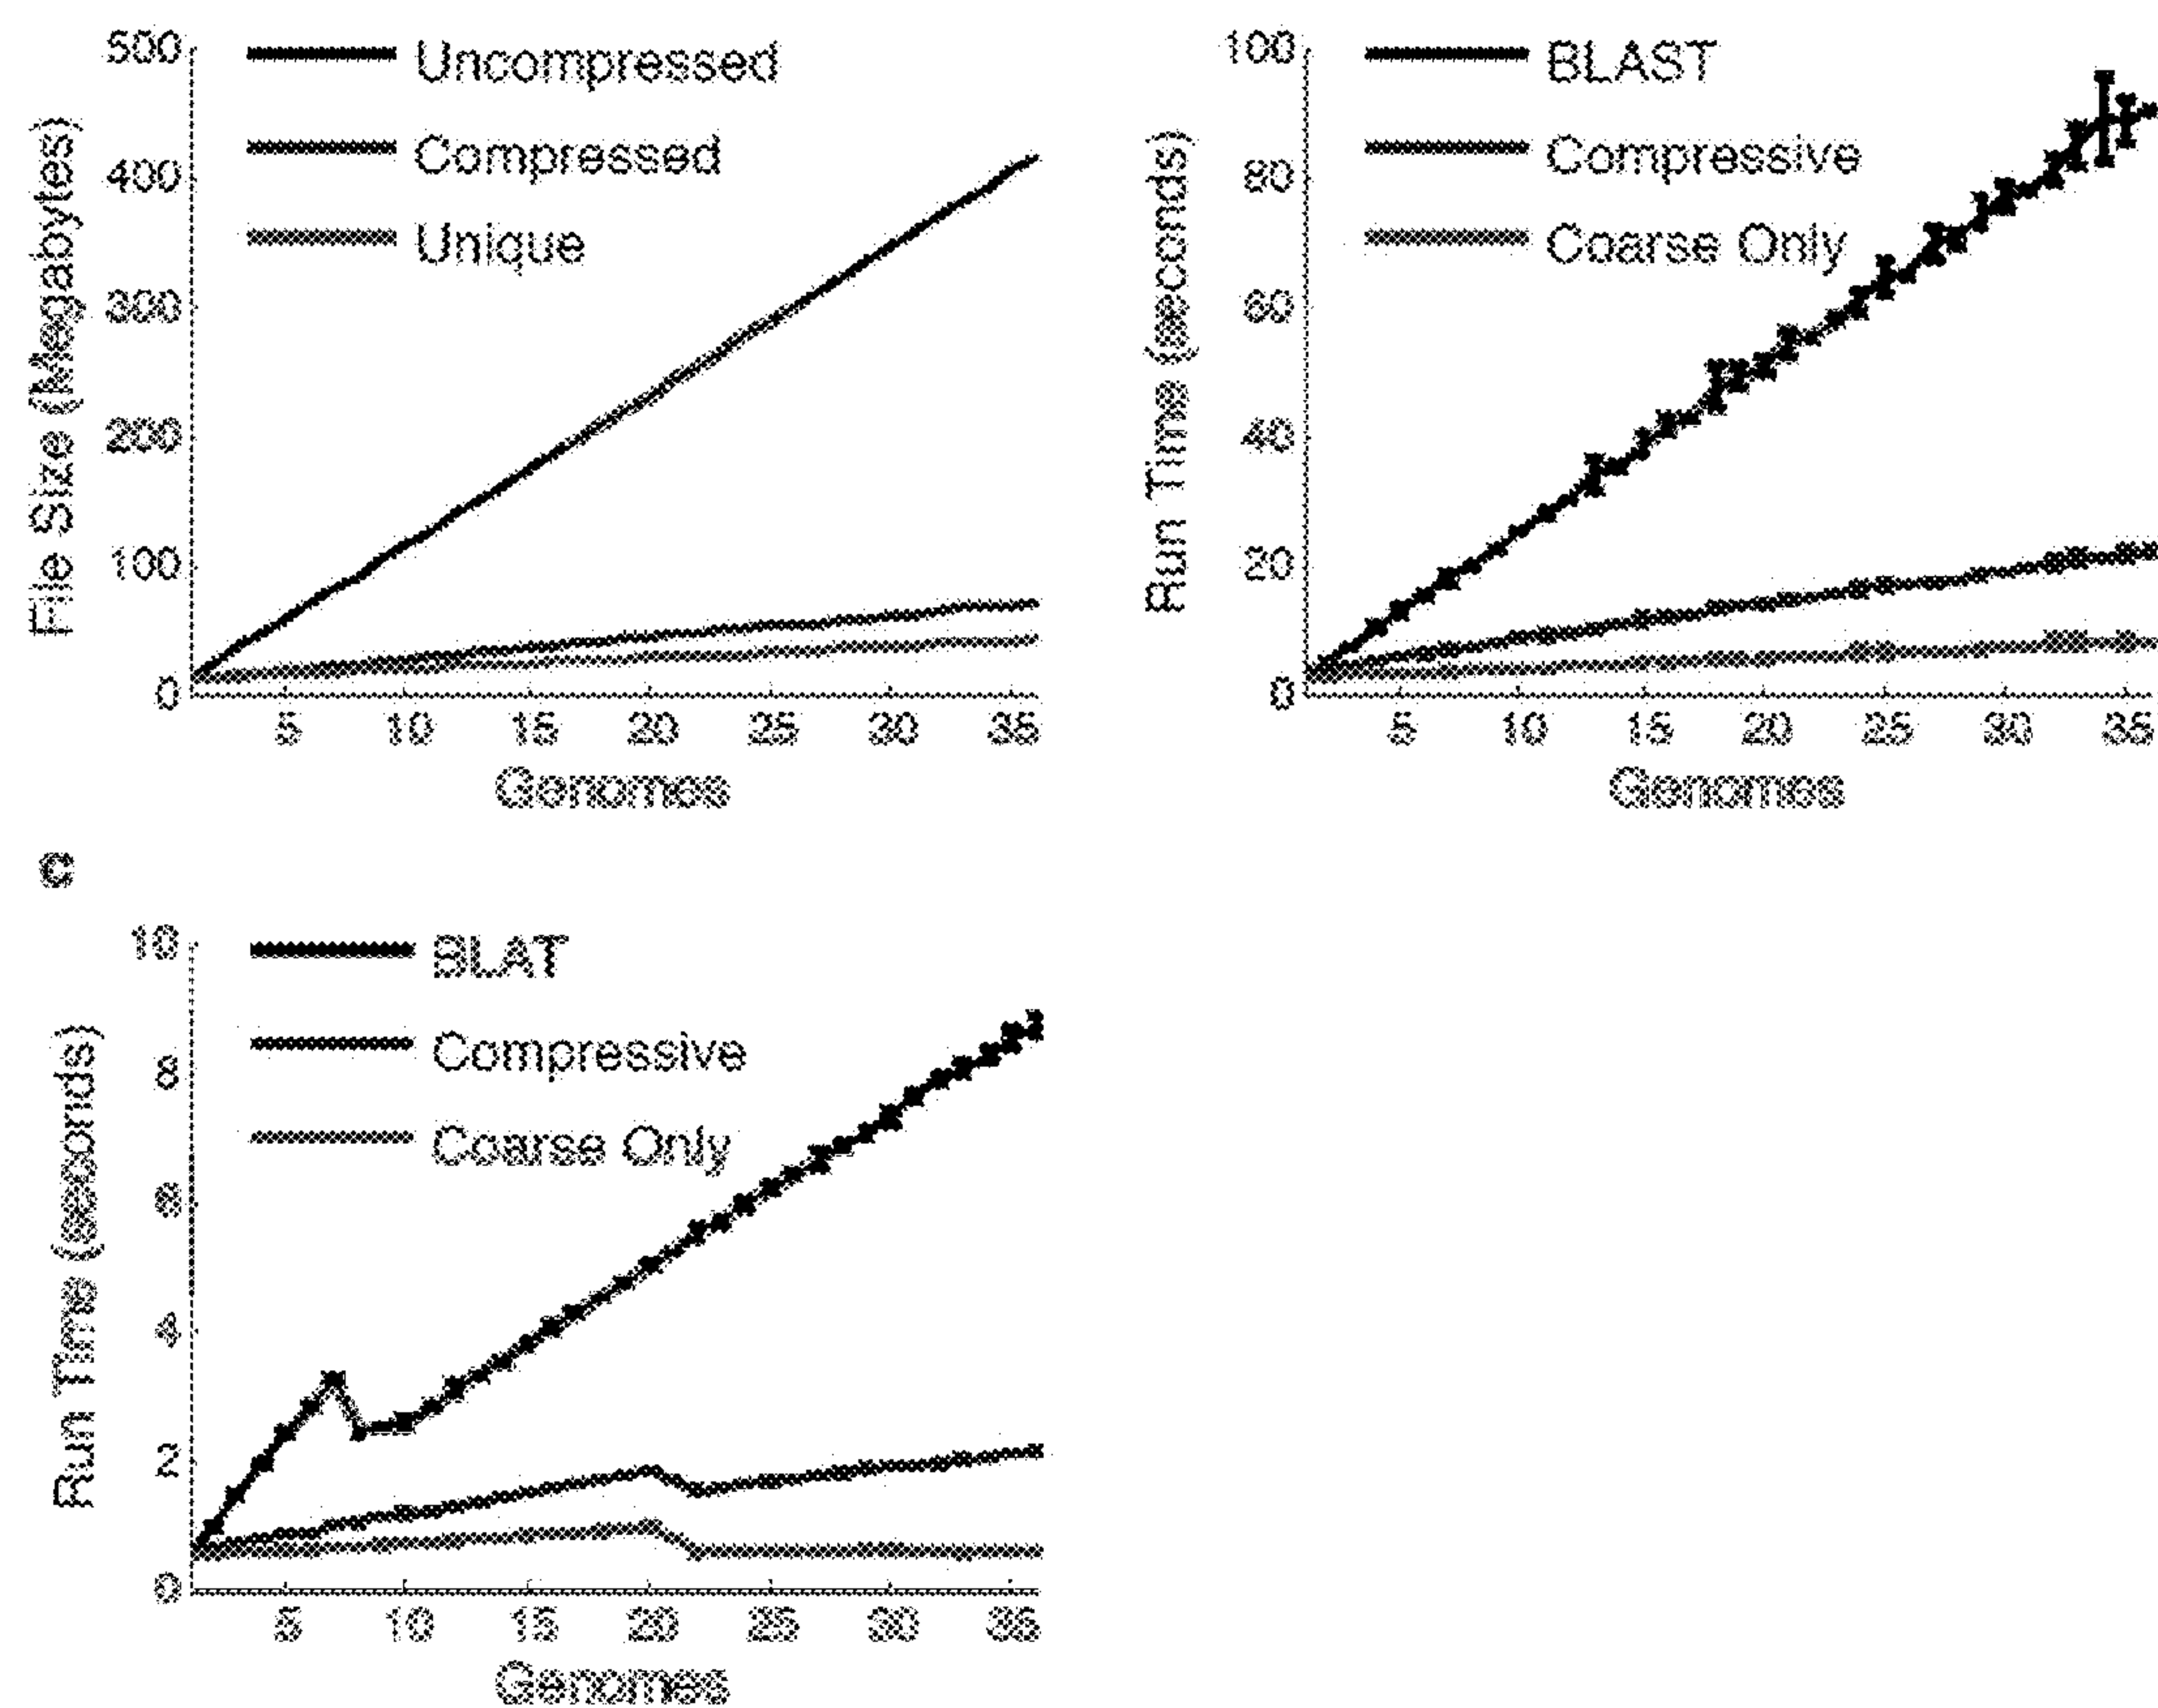 500
Uncompressed
Compressed
Unique
400
300
200
100
0
File Size (Megabytes)
5 10 15 20 25 30 35
Genomes
100
BLAST
Compressive
Coarse Only
80
60
40
20
0
Run Time (seconds)
5 10 15 20 25 30 35
Genomes
c
10
BLAT
Compressive
Coarse Only
8
6
4
2
0
Run Time (seconds)
5 10 15 20 25 30 35
Genomes